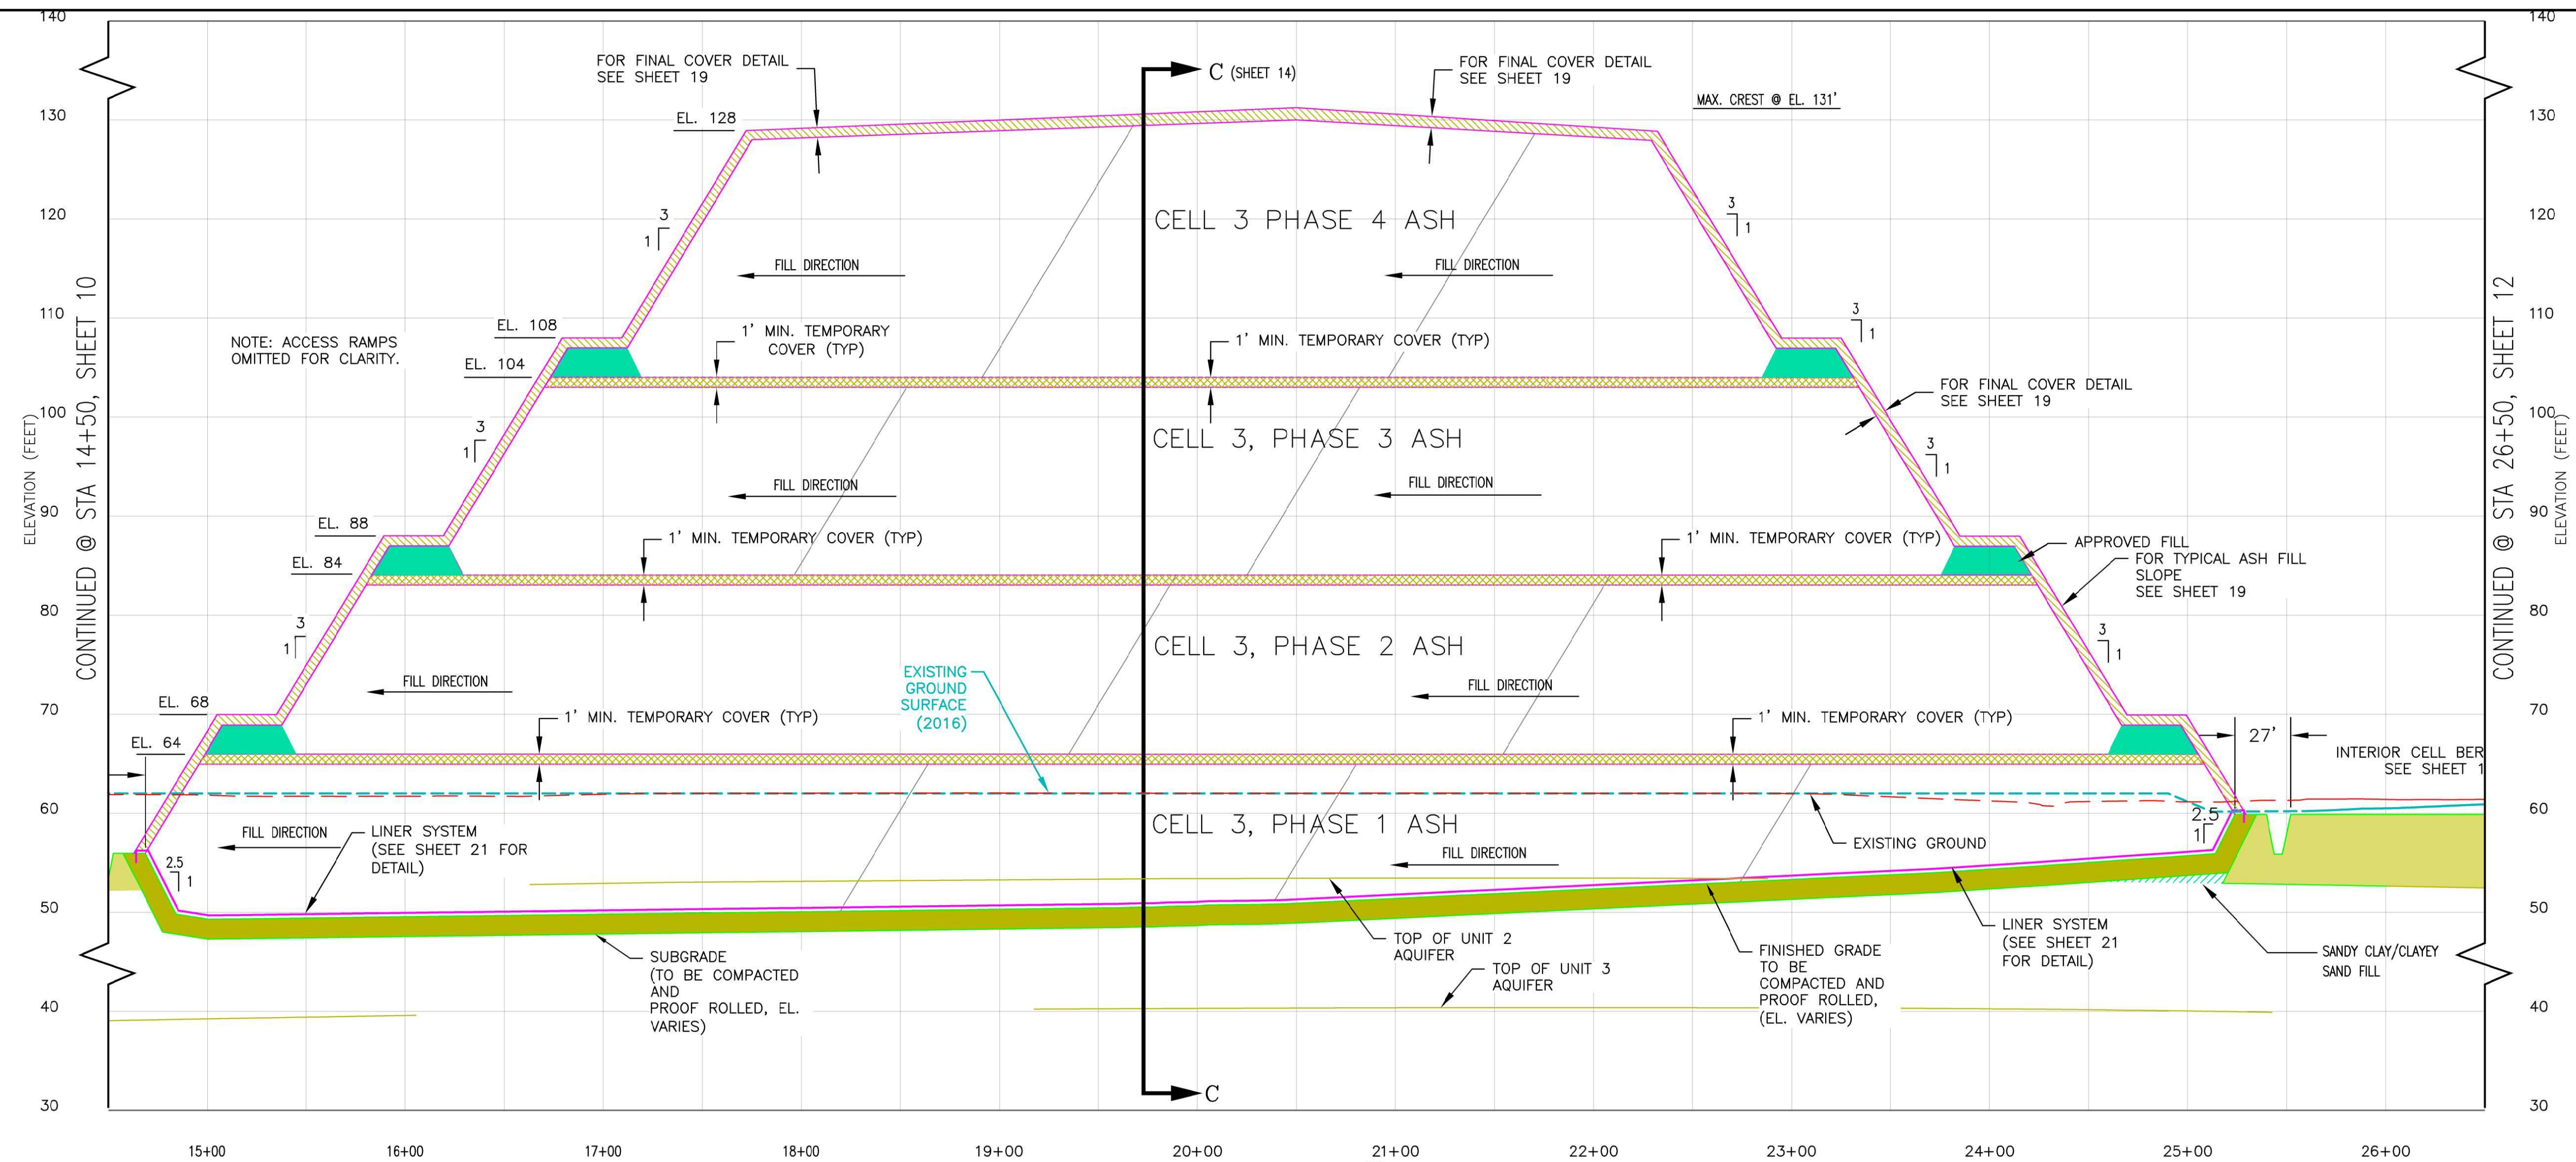 140
140
FOR FINAL COVER DETAIL
SEE SHEET 19
C (SHEET 14)
FOR FINAL COVER DETAIL
SEE SHEET 19
MAX. CREST @ EL. 131'
130
EL. 128
130
120
3
1
CELL 3 PHASE 4 ASH
3
1
120
FILL DIRECTION
FILL DIRECTION
110
EL. 108
NOTE: ACCESS RAMPS
OMITTED FOR CLARITY.
EL. 104
1' MIN. TEMPORARY
COVER (TYP)
1' MIN. TEMPORARY COVER (TYP)
3
1
110
FOR FINAL COVER DETAIL
SEE SHEET 19
100
3
1
CELL 3, PHASE 3 ASH
3
1
100
ELEVATION (FEET)
CONTINUED @ STA 14+50, SHEET 10
CONTINUED @ STA 26+50, SHEET 12
ELEVATION (FEET)
FILL DIRECTION
FILL DIRECTION
90
EL. 88
EL. 84
1' MIN. TEMPORARY COVER (TYP)
1' MIN. TEMPORARY COVER (TYP)
90
APPROVED FILL
FOR TYPICAL ASH FILL
SLOPE
SEE SHEET 19
80
3
1
CELL 3, PHASE 2 ASH
3
1
80
FILL DIRECTION
EXISTING
GROUND
SURFACE
(2016)
FILL DIRECTION
70
EL. 68
EL. 64
1' MIN. TEMPORARY COVER (TYP)
1' MIN. TEMPORARY COVER (TYP)
70
27'
INTERIOR CELL BER
SEE SHEET 1
60
CELL 3, PHASE 1 ASH
2.5
1
60
FILL DIRECTION
LINER SYSTEM
(SEE SHEET 21 FOR
DETAIL)
2.5
1
EXISTING GROUND
FILL DIRECTION
50
50
SUBGRADE
(TO BE COMPACTED
AND
PROOF ROLLED, EL.
VARIES)
TOP OF UNIT 2
AQUIFER
TOP OF UNIT 3
AQUIFER
FINISHED GRADE
TO BE
COMPACTED AND
PROOF ROLLED,
(EL. VARIES)
LINER SYSTEM
(SEE SHEET 21
FOR DETAIL)
SANDY CLAY/CLAYEY
SAND FILL
40
40
C
30
30
15+00
16+00
17+00
18+00
19+00
20+00
21+00
22+00
23+00
24+00
25+00
26+00